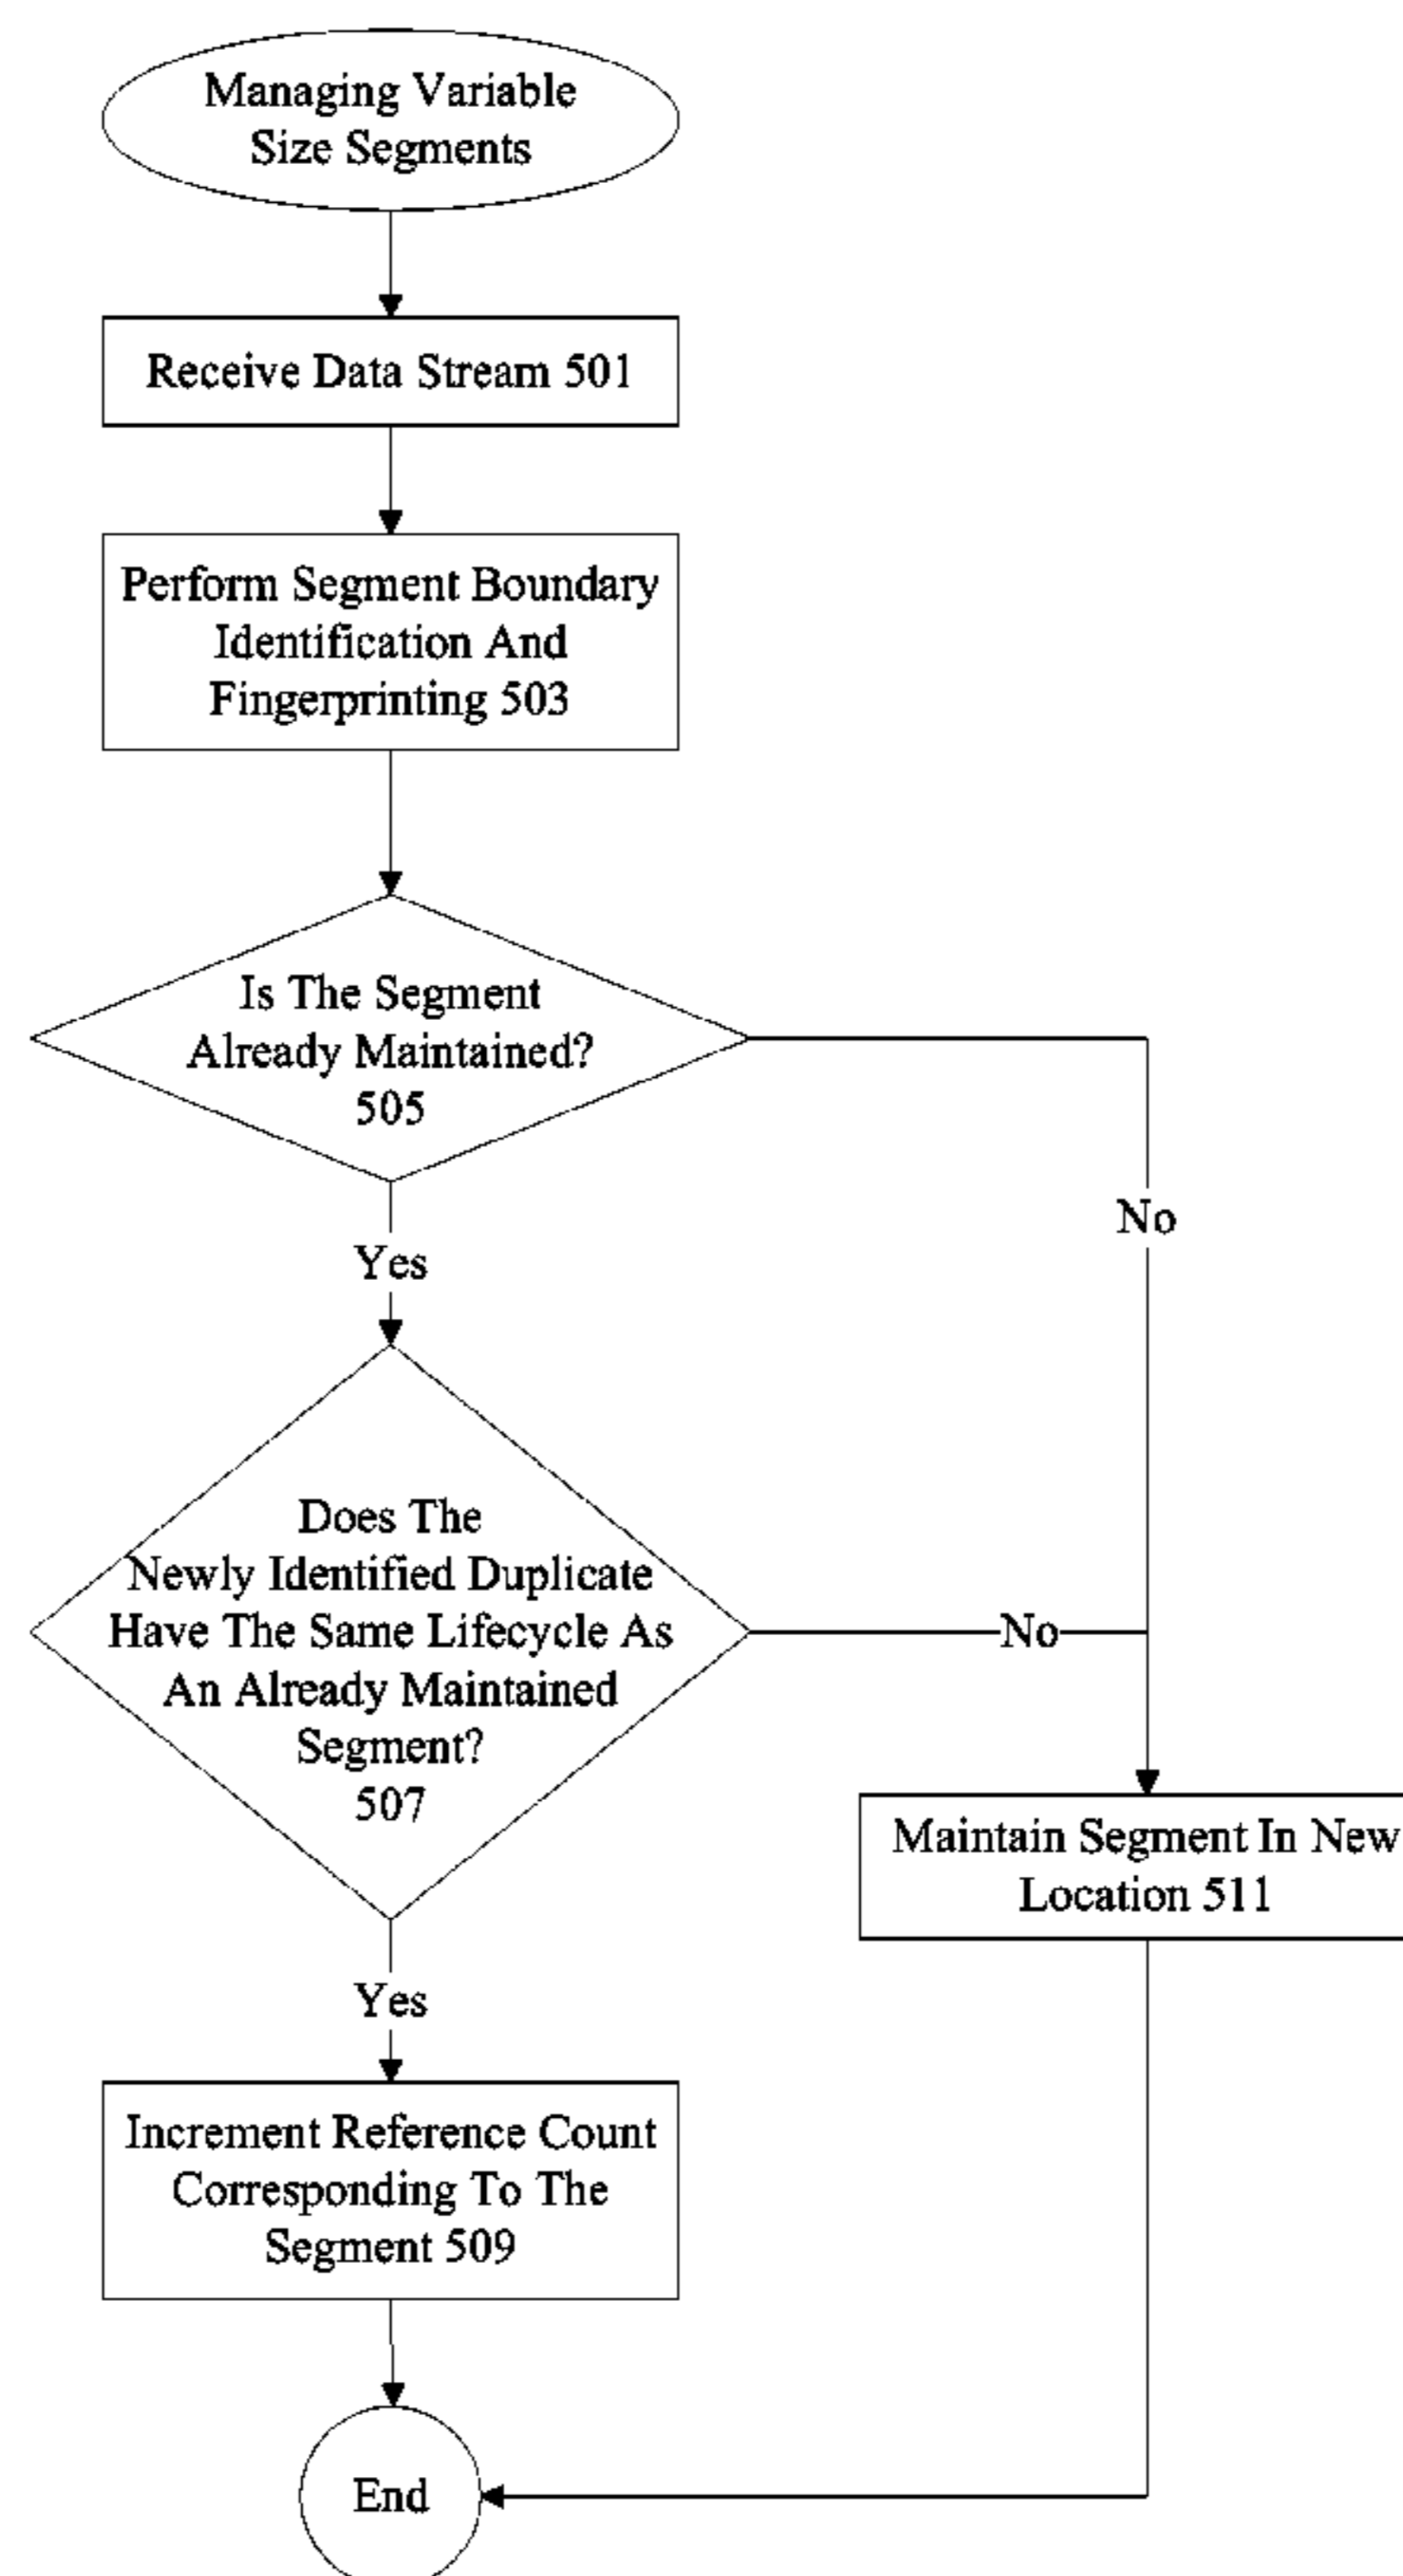 Managing Variable
Size Segments
Receive Data Stream 501
Perform Segment Boundary
Identification And
Fingerprinting 503
Is The Segment
Already Maintained?
505
No
Yes
Does The
Newly Identified Duplicate
Have The Same Lifecycle As
An Already Maintained
Segment?
507
No
Maintain Segment In New
Location 511
Yes
Increment Reference Count
Corresponding To The
Segment 509
End